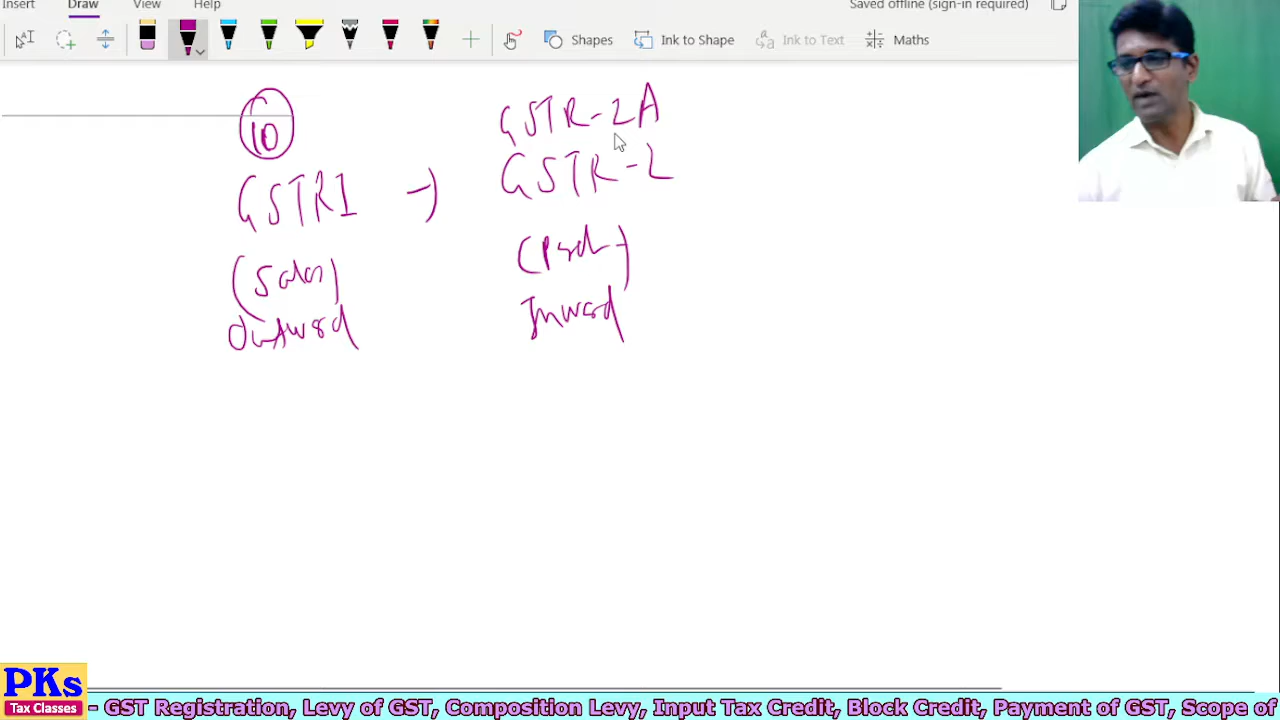 Insert Draw View Help Saved offline (sign-in required)
Shapes Ink to Shape Ink to Text Maths
10
GSTR-2A
GSTR1 → GSTR-2
(Sales) (Purch)
Outward Inward
PKs
Tax Classes
- GST Registration, Levy of GST, Composition Levy, Input Tax Credit, Block Credit, Payment of GST, Scope of